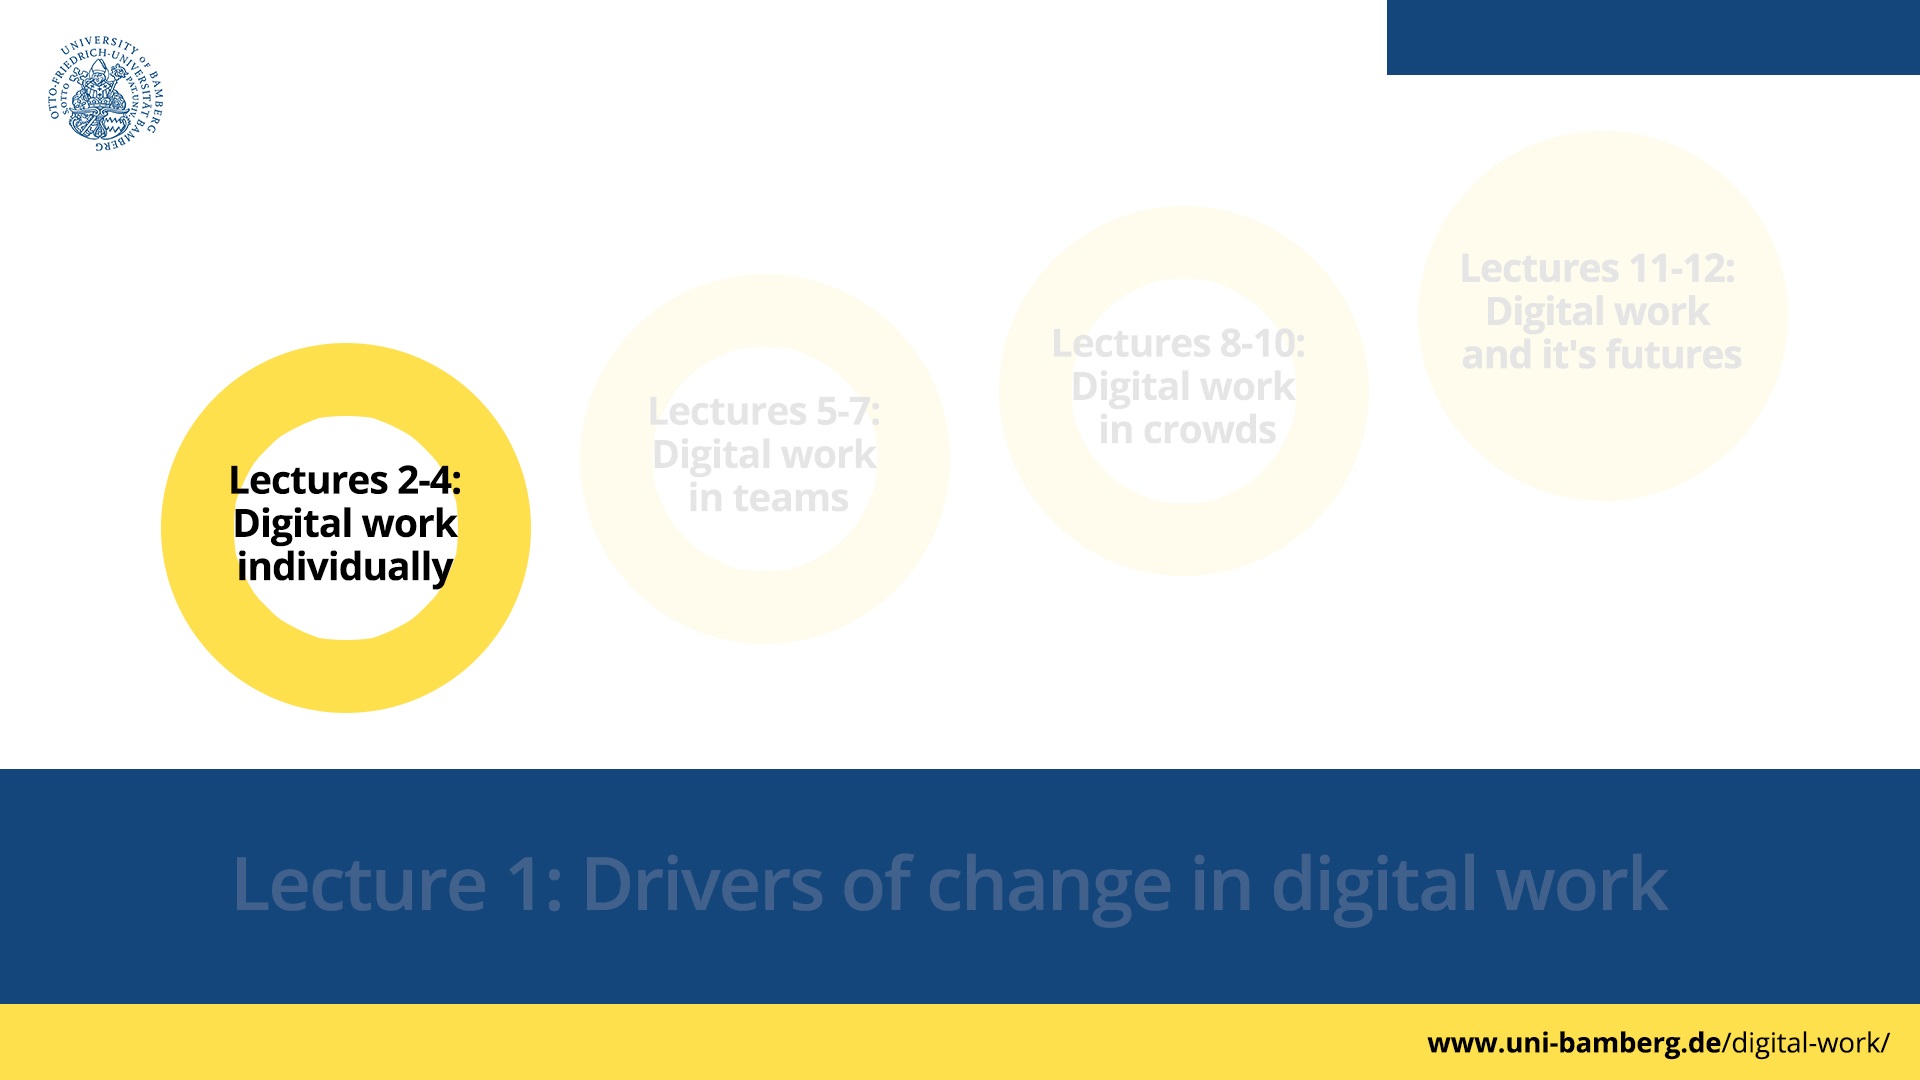 UNIVERSITY OF BAMBERG
OTTO-FRIEDRICH-UNIVERSITÄT BAMBERG
Lectures 2-4:
Digital work
individually
Lectures 5-7:
Digital work
in teams
Lectures 8-10:
Digital work
in crowds
Lectures 11-12:
Digital work
and it's futures
Lecture 1: Drivers of change in digital work
www.uni-bamberg.de/digital-work/